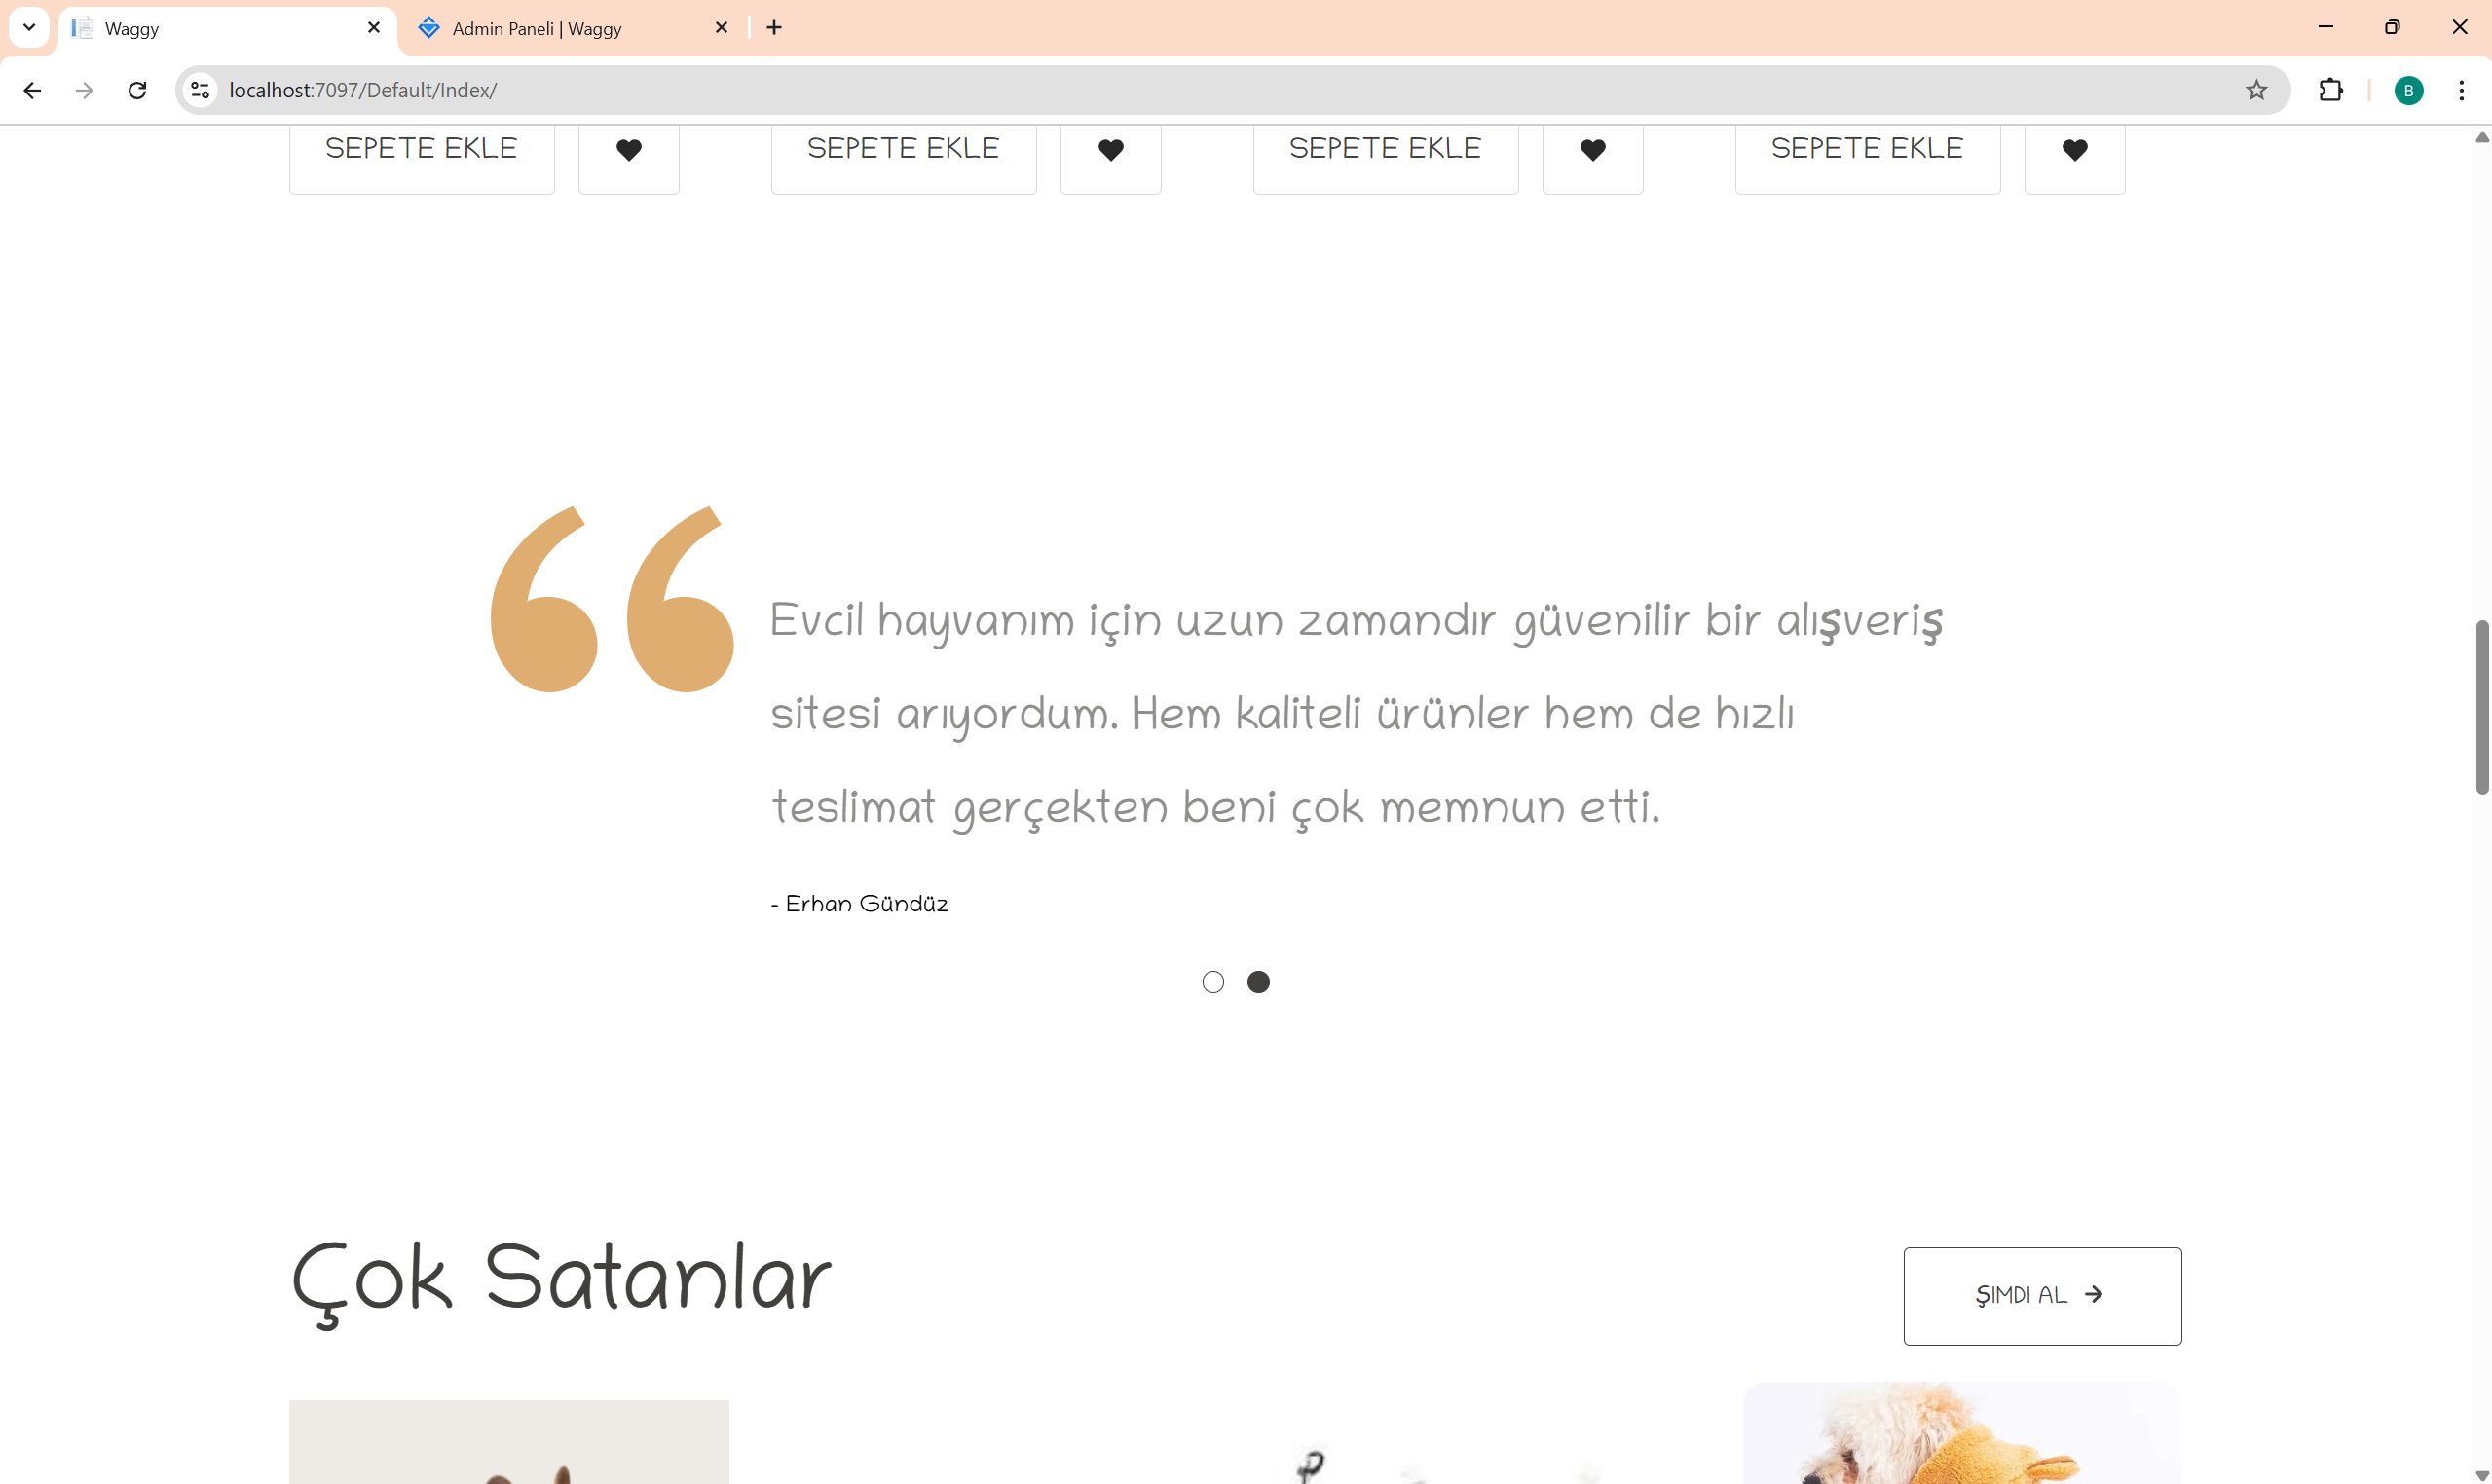 Waggy
Admin Paneli | Waggy
localhost:7097/Default/Index/
B
SEPETE EKLE
SEPETE EKLE
SEPETE EKLE
SEPETE EKLE
Evcil hayvanım için uzun zamandır güvenilir bir alışveriş
sitesi arıyordum. Hem kaliteli ürünler hem de hızlı
teslimat gerçekten beni çok memnun etti.
- Erhan Gündüz
Çok Satanlar
ŞIMDI AL